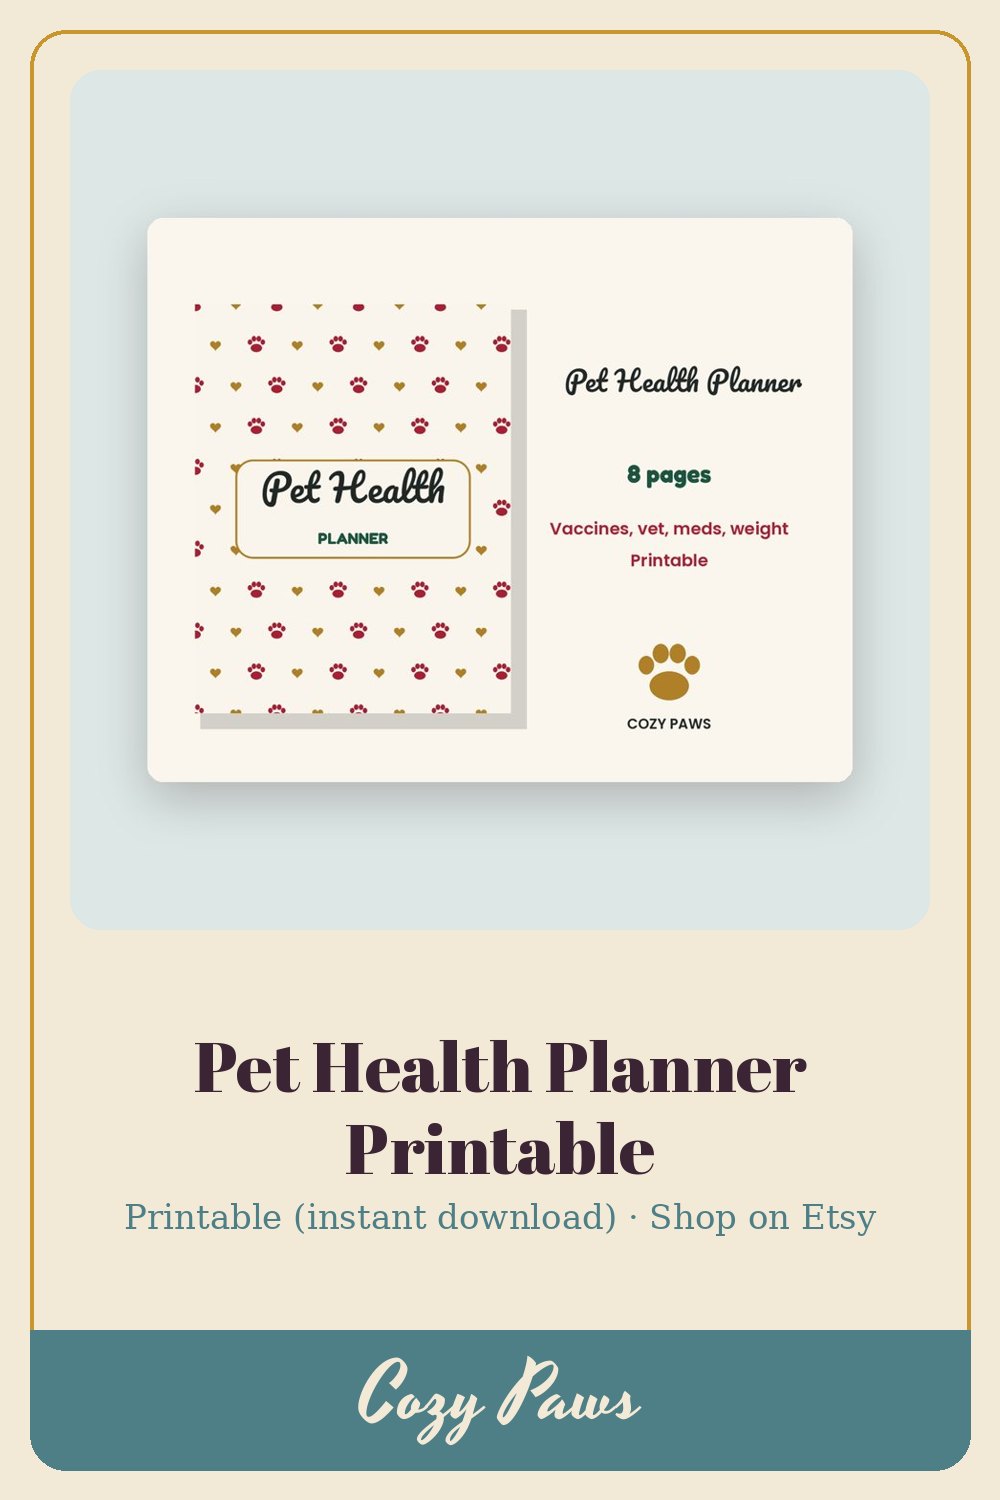 Pet Health
PLANNER
Pet Health Planner
8 pages
Vaccines, vet, meds, weight
Printable
COZY PAWS
Pet Health Planner
Printable
Printable (instant download) · Shop on Etsy
Cozy Paws